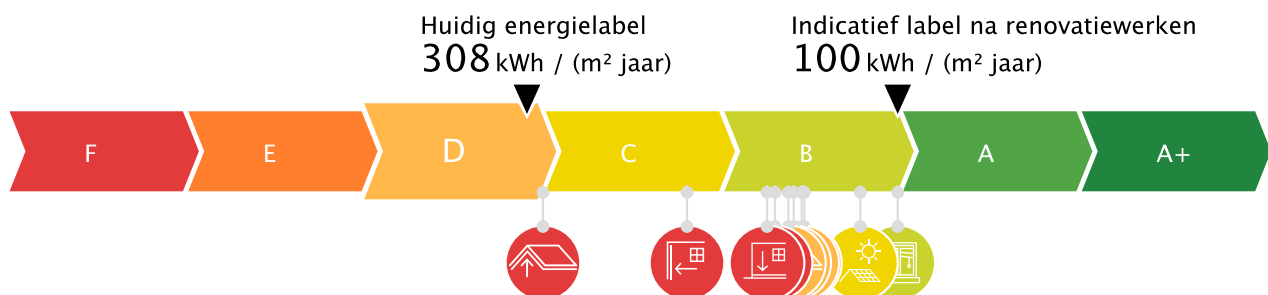 Huidig energielabel
308 kWh / (m² jaar)
Indicatief label na renovatiewerken
100 kWh / (m² jaar)
F E D C B A A+